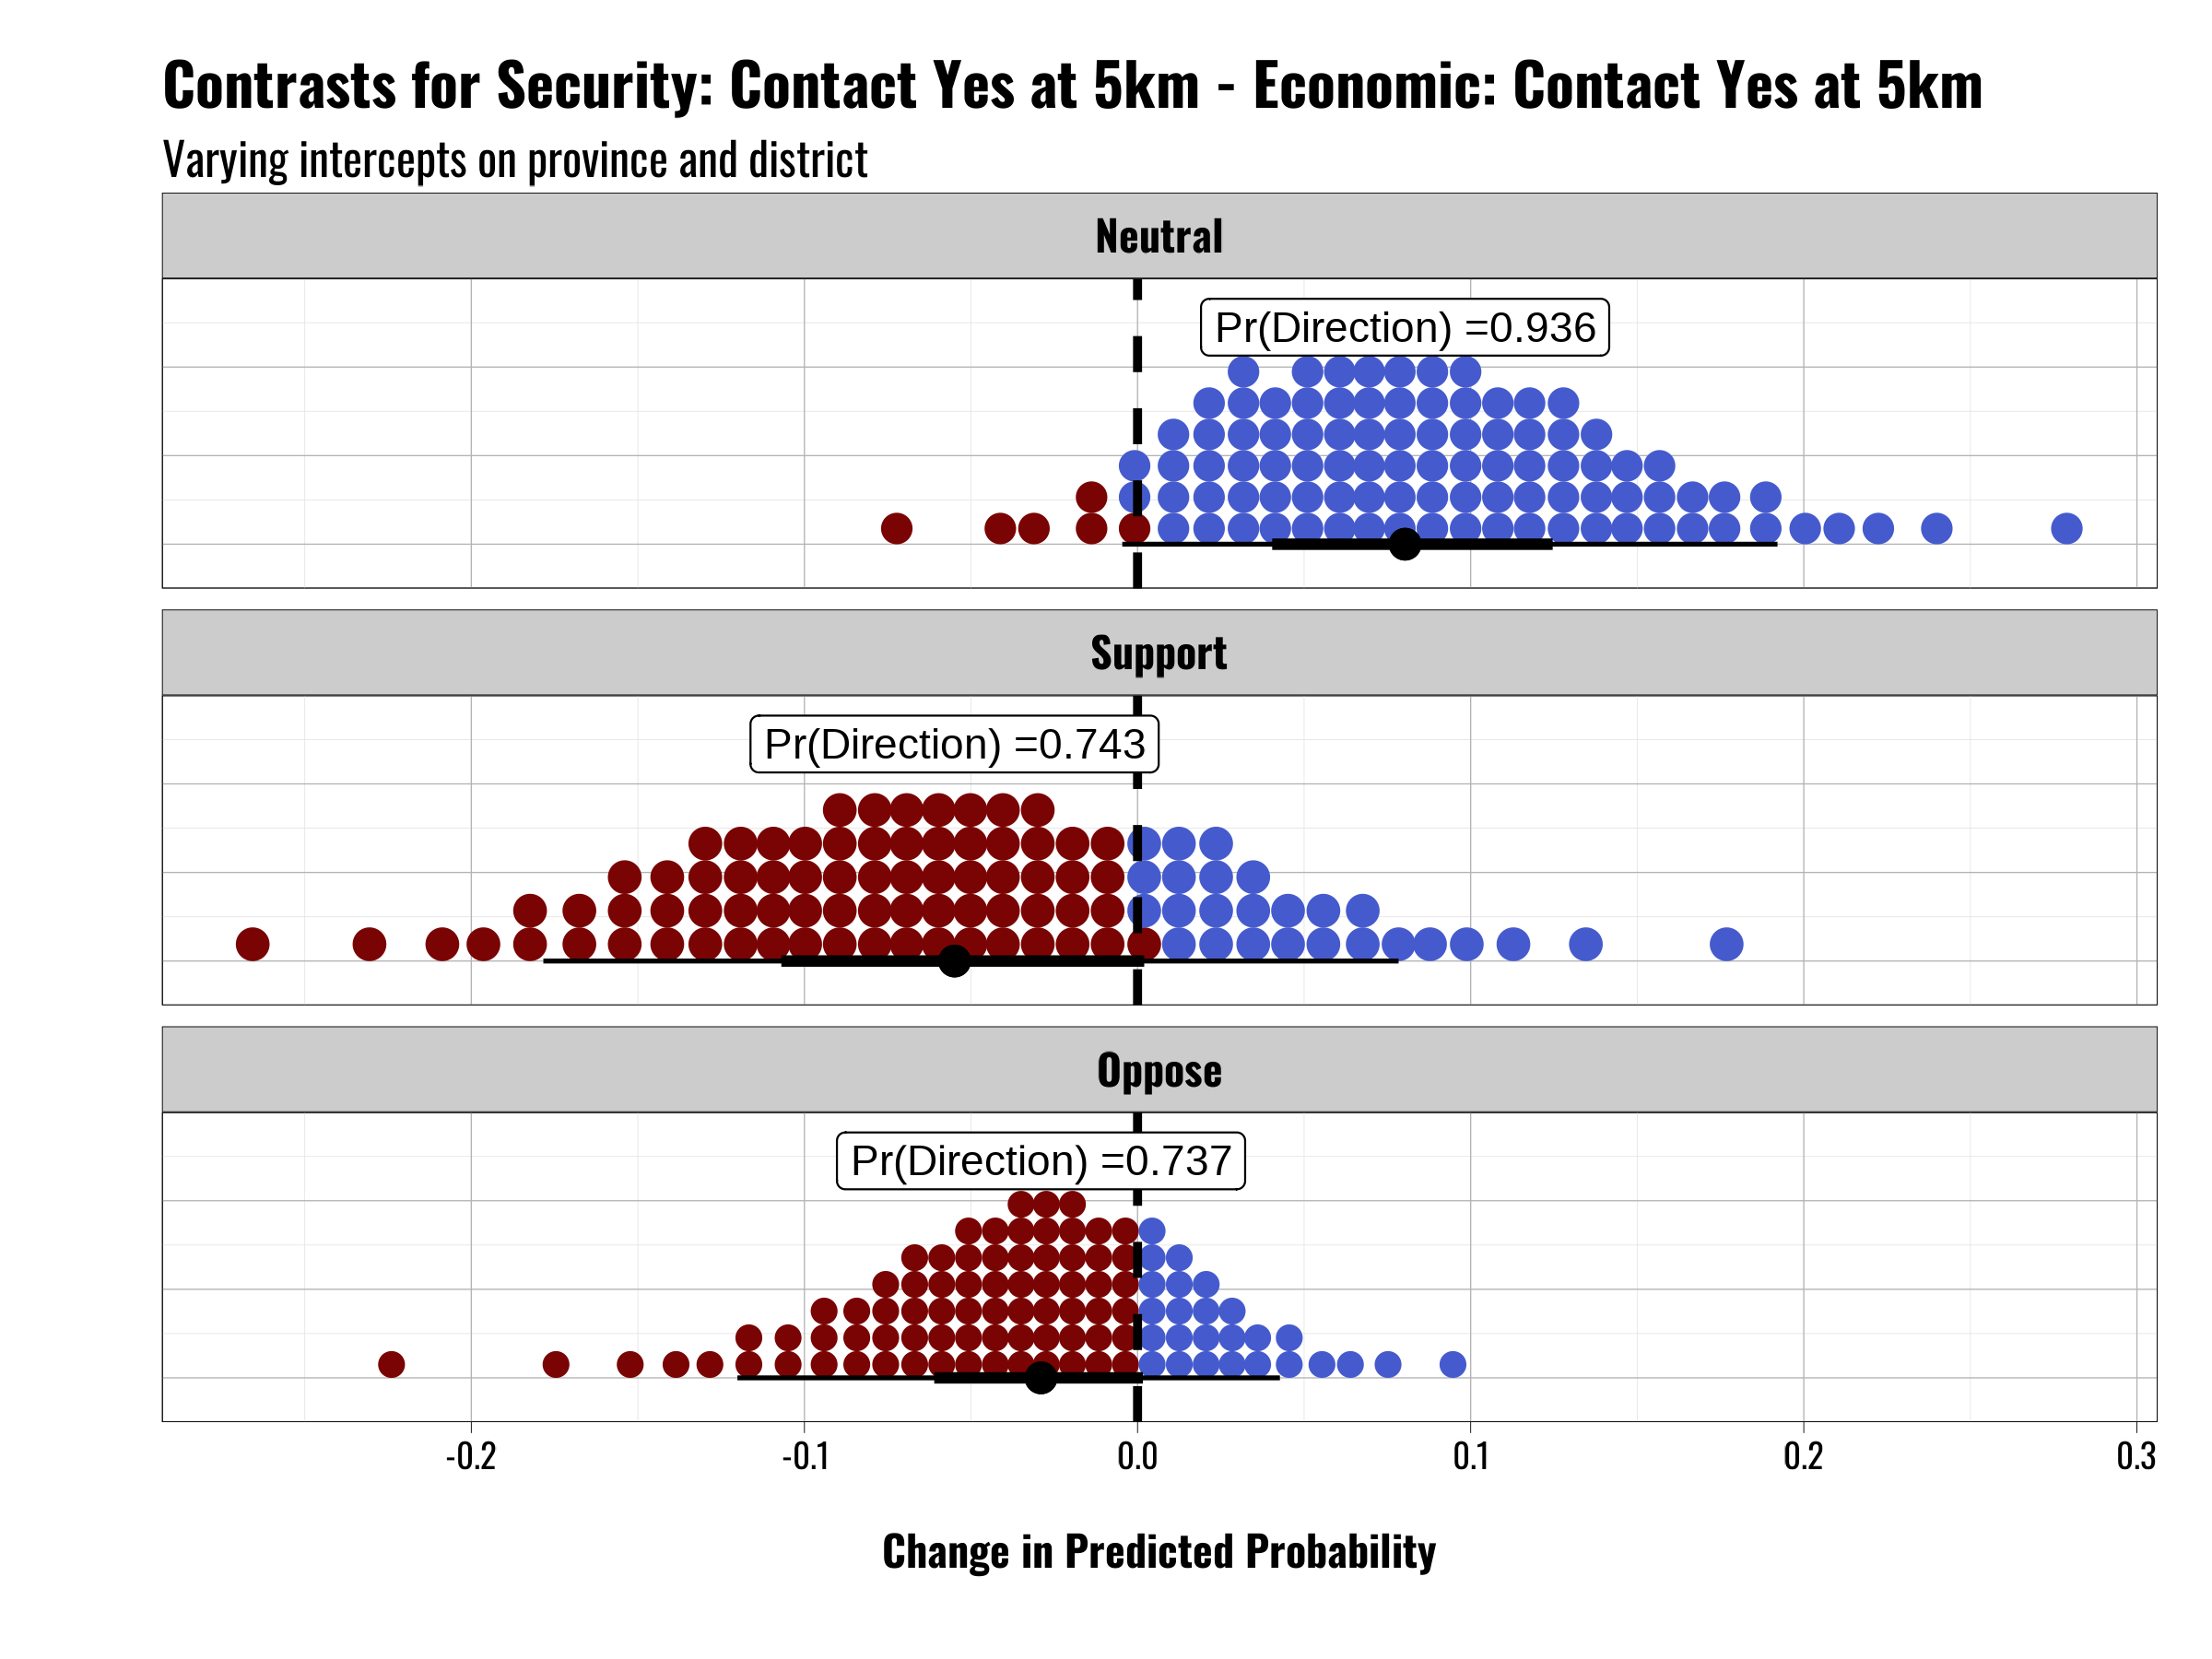 Contrasts for Security: Contact Yes at 5km - Economic: Contact Yes at 5km
Varying intercepts on province and district
Neutral
Pr(Direction) =0.936
Support
Pr(Direction) =0.743
Oppose
Pr(Direction) =0.737
-0.2 -0.1 0.0 0.1 0.2 0.3
Change in Predicted Probability